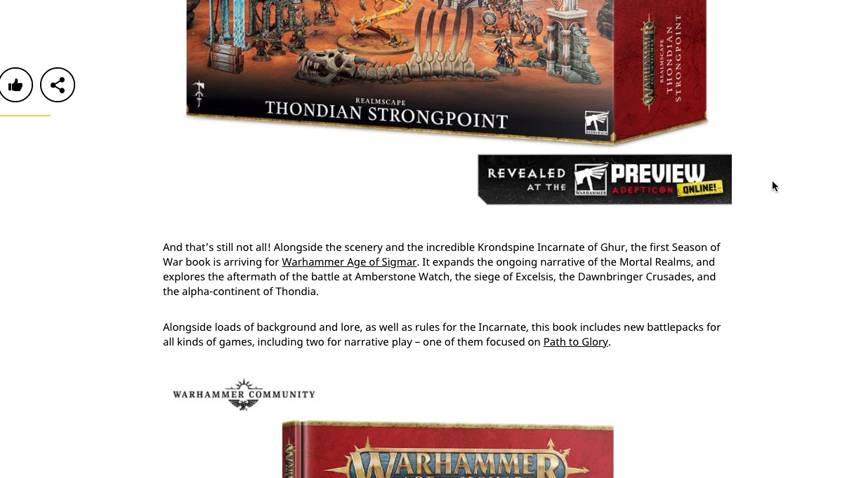 REALMSCAPE
THONDIAN STRONGPOINT
WARHAMMER
REALMSCAPE
THONDIAN
STRONGPOINT
REVEALED
AT THE
WARHAMMER
PREVIEW
ADEPTICON ONLINE!
And that's still not all! Alongside the scenery and the incredible Krondspine Incarnate of Ghur, the first Season of
War book is arriving for Warhammer Age of Sigmar. It expands the ongoing narrative of the Mortal Realms, and
explores the aftermath of the battle at Amberstone Watch, the siege of Excelsis, the Dawnbringer Crusades, and
the alpha-continent of Thondia.
Alongside loads of background and lore, as well as rules for the Incarnate, this book includes new battlepacks for
all kinds of games, including two for narrative play – one of them focused on Path to Glory.
WARHAMMER COMMUNITY
WARHAMMER